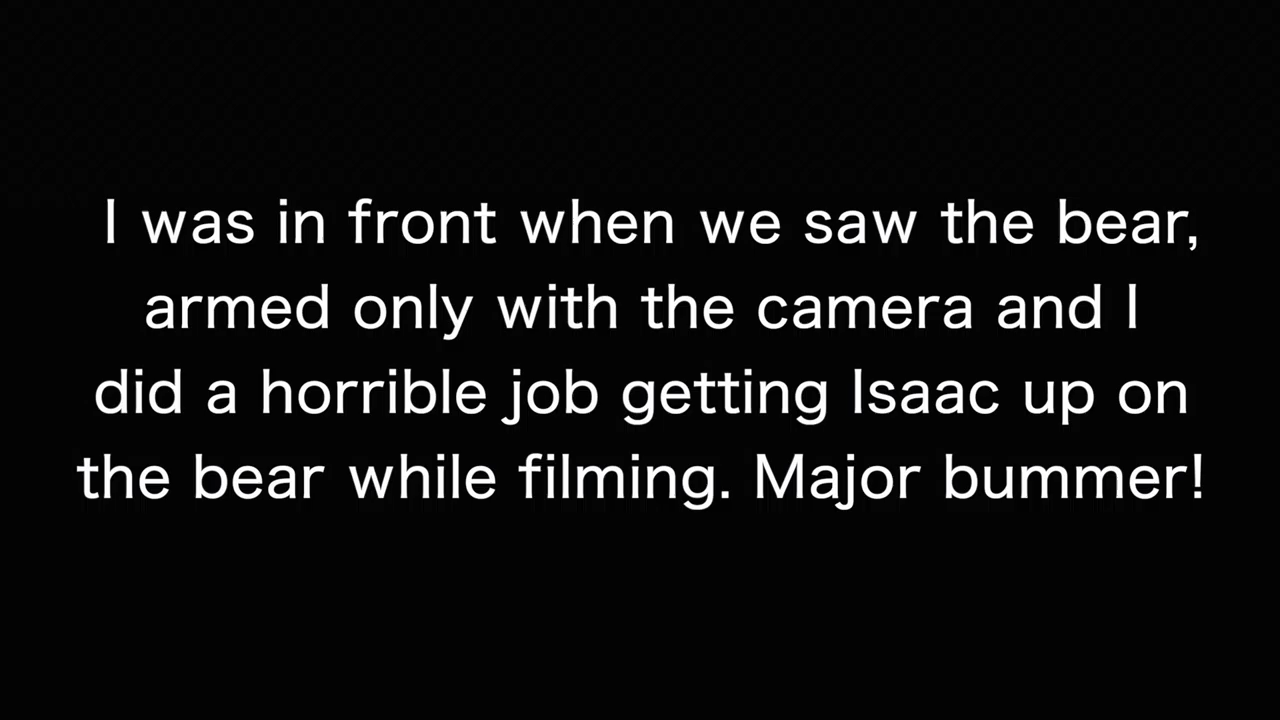 I was in front when we saw the bear,
armed only with the camera and I
did a horrible job getting Isaac up on
the bear while filming. Major bummer!